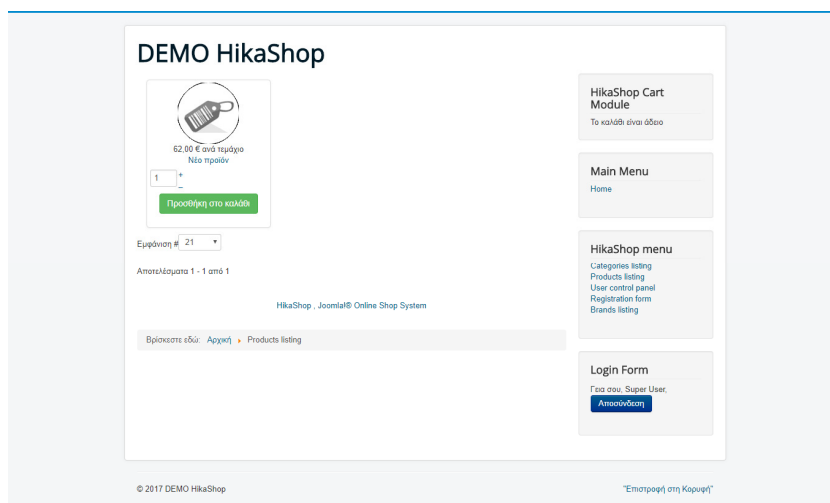 DEMO HikaShop
62,00 € ανά τεμάχιο
Νέο προϊόν
1
+
–
Προσθήκη στο καλάθι
Εμφάνιση # 21
Αποτελέσματα 1 - 1 από 1
HikaShop , Joomla!® Online Shop System
Βρίσκεστε εδώ: Αρχική Products listing
HikaShop Cart
Module
Το καλάθι είναι άδειο
Main Menu
Home
HikaShop menu
Categories listing
Products listing
User control panel
Registration form
Brands listing
Login Form
Γεια σου, Super User,
Αποσύνδεση
© 2017 DEMO HikaShop
"Επιστροφή στη Κορυφή"